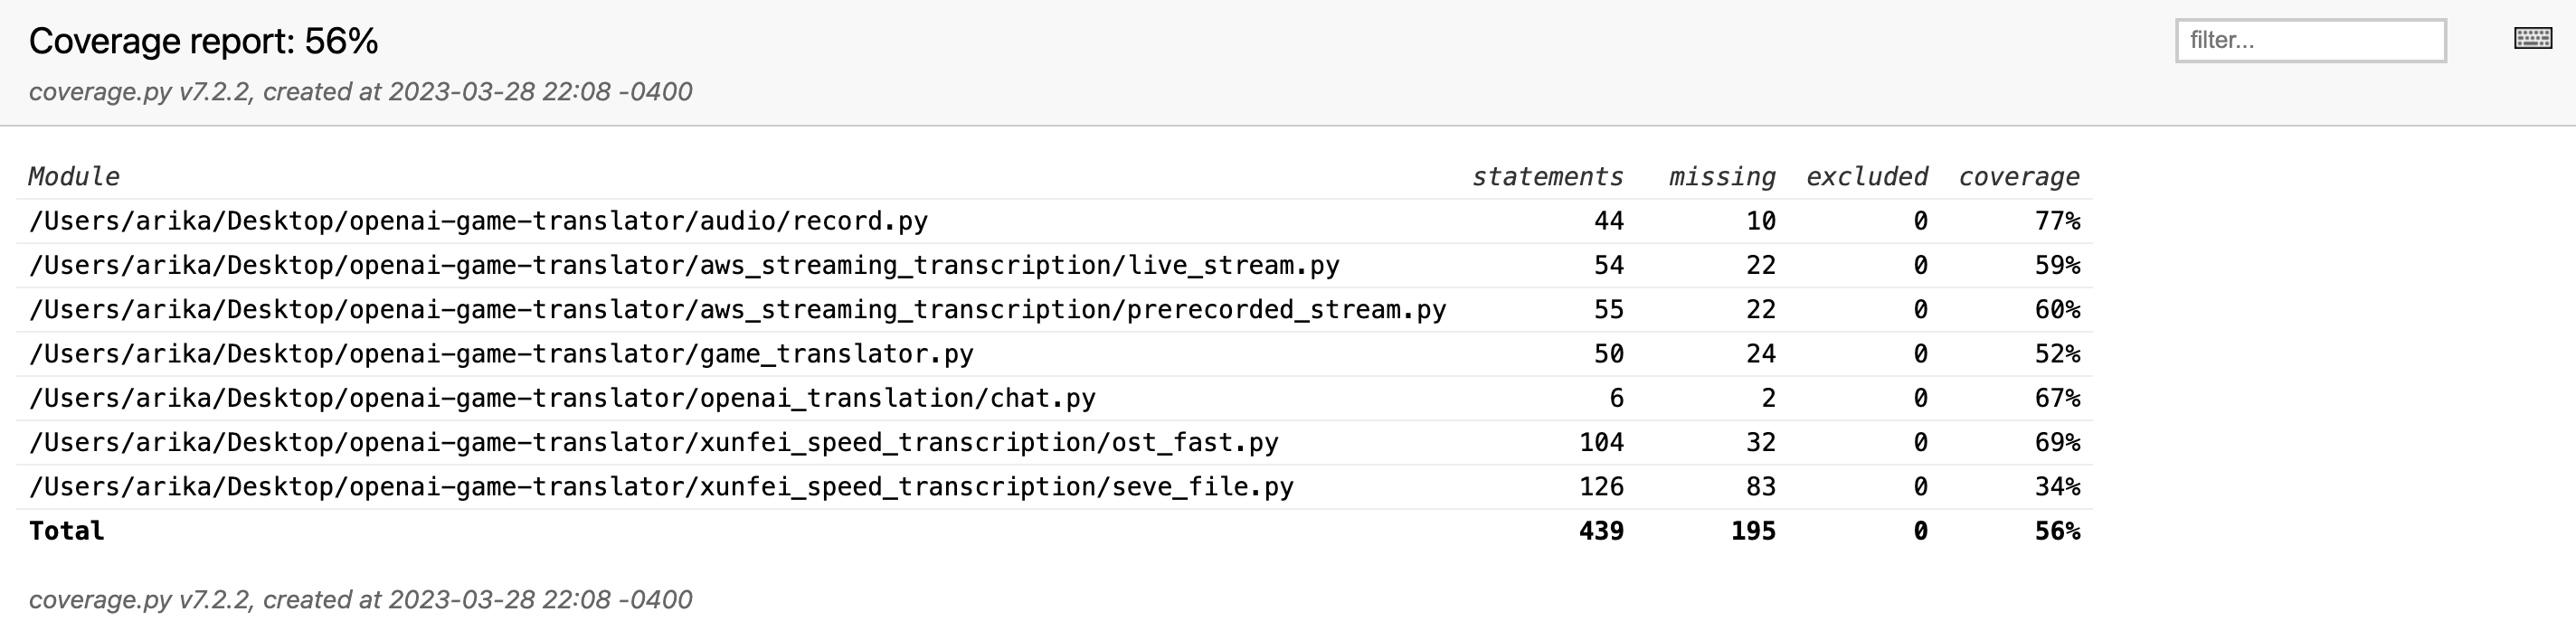 Coverage report: 56%
filter...
coverage.py v7.2.2, created at 2023-03-28 22:08 -0400
Module statements missing excluded coverage
/Users/arika/Desktop/openai-game-translator/audio/record.py 44 10 0 77%
/Users/arika/Desktop/openai-game-translator/aws_streaming_transcription/live_stream.py 54 22 0 59%
/Users/arika/Desktop/openai-game-translator/aws_streaming_transcription/prerecorded_stream.py 55 22 0 60%
/Users/arika/Desktop/openai-game-translator/game_translator.py 50 24 0 52%
/Users/arika/Desktop/openai-game-translator/openai_translation/chat.py 6 2 0 67%
/Users/arika/Desktop/openai-game-translator/xunfei_speed_transcription/ost_fast.py 104 32 0 69%
/Users/arika/Desktop/openai-game-translator/xunfei_speed_transcription/seve_file.py 126 83 0 34%
Total 439 195 0 56%
coverage.py v7.2.2, created at 2023-03-28 22:08 -0400